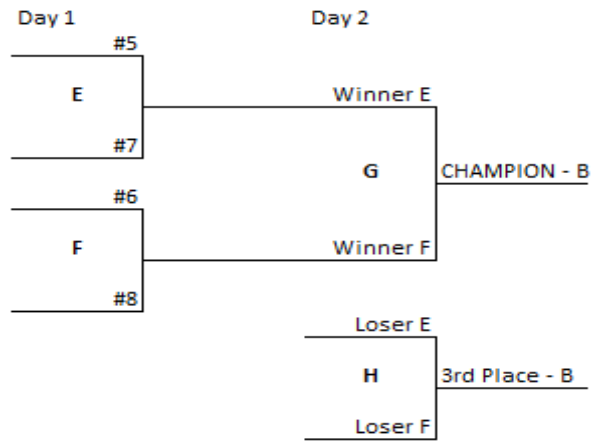 Day 1 Day 2
#5
E Winner E
#7
G CHAMPION - B
#6
F Winner F
#8
Loser E
H 3rd Place - B
Loser F